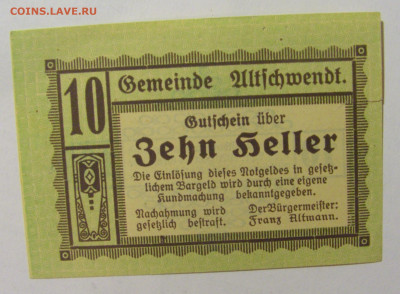 COINS.LAVE.RU
10
Gemeinde Altschwendt.
Gutschein über
Zehn Heller
Die Einlösung dieses Notgeldes in gesetz-
lichem Bargeld wird durch eine eigene
Kundmachung bekanntgegeben.
Nachahmung wird
gesetzlich bestraft.
Der Bürgermeister:
Franz Altmann.